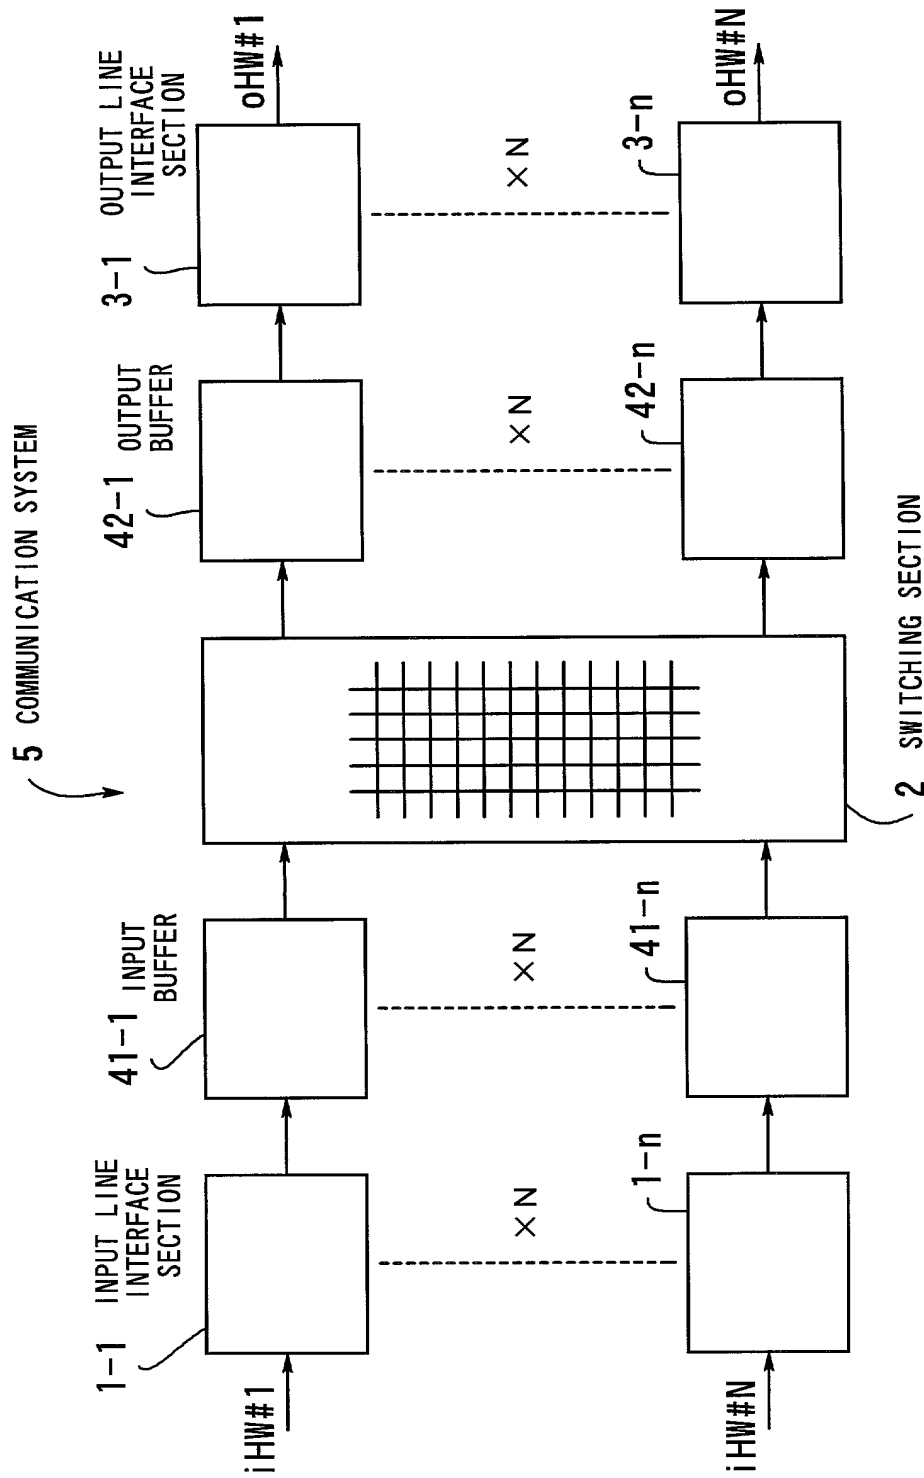 5 COMMUNICATION SYSTEM
1-1 INPUT LINE
INTERFACE
SECTION
41-1 INPUT
BUFFER
42-1 OUTPUT
BUFFER
3-1 OUTPUT LINE
INTERFACE
SECTION
iHW#1
oHW#1
×N
×N
×N
×N
1-n
41-n
42-n
3-n
iHW#N
oHW#N
2 SWITCHING SECTION